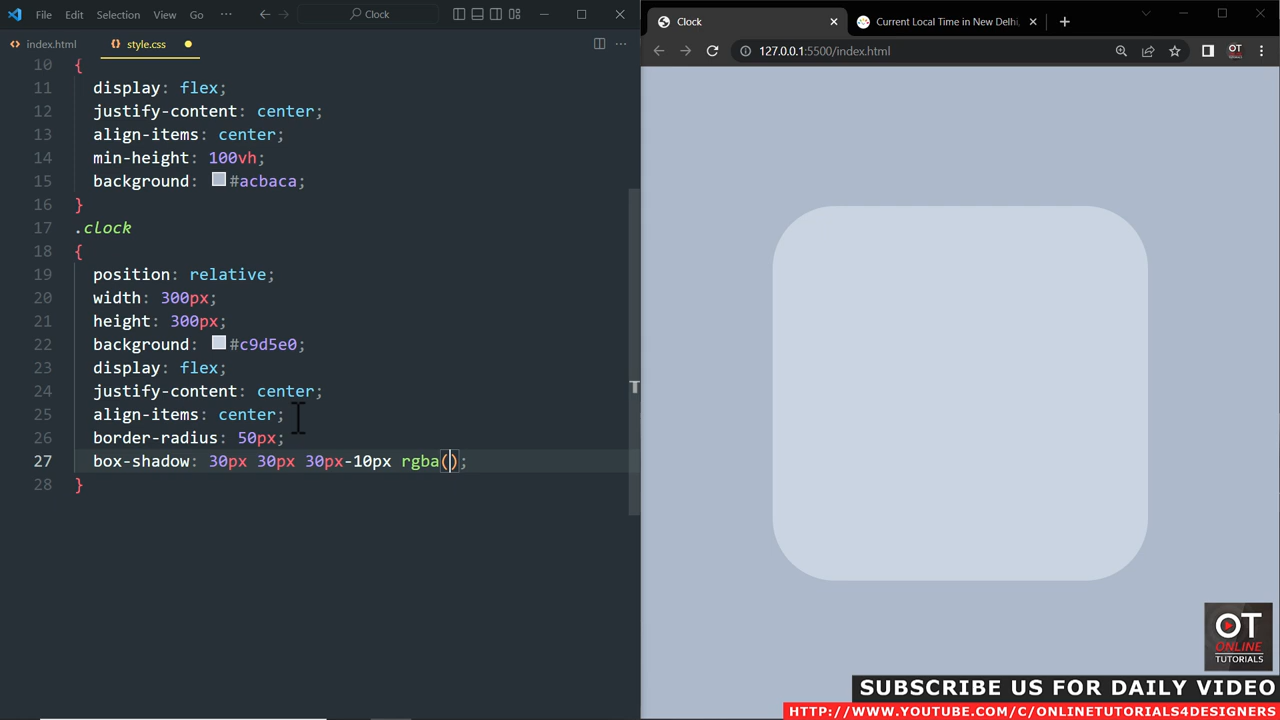 File Edit Selection View Go ··· Clock
index.html style.css
10 {
11 display: flex;
12 justify-content: center;
13 align-items: center;
14 min-height: 100vh;
15 background: #acbaca;
16 }
17 .clock
18 {
19 position: relative;
20 width: 300px;
21 height: 300px;
22 background: #c9d5e0;
23 display: flex;
24 justify-content: center;
25 align-items: center;
26 border-radius: 50px;
27 box-shadow: 30px 30px 30px-10px rgba();
28 }
Clock Current Local Time in New Delhi,
127.0.0.1:5500/index.html
OT
T
OT
ONLINE
TUTORIALS
SUBSCRIBE US FOR DAILY VIDEO
HTTP://WWW.YOUTUBE.COM/C/ONLINETUTORIALS4DESIGNERS